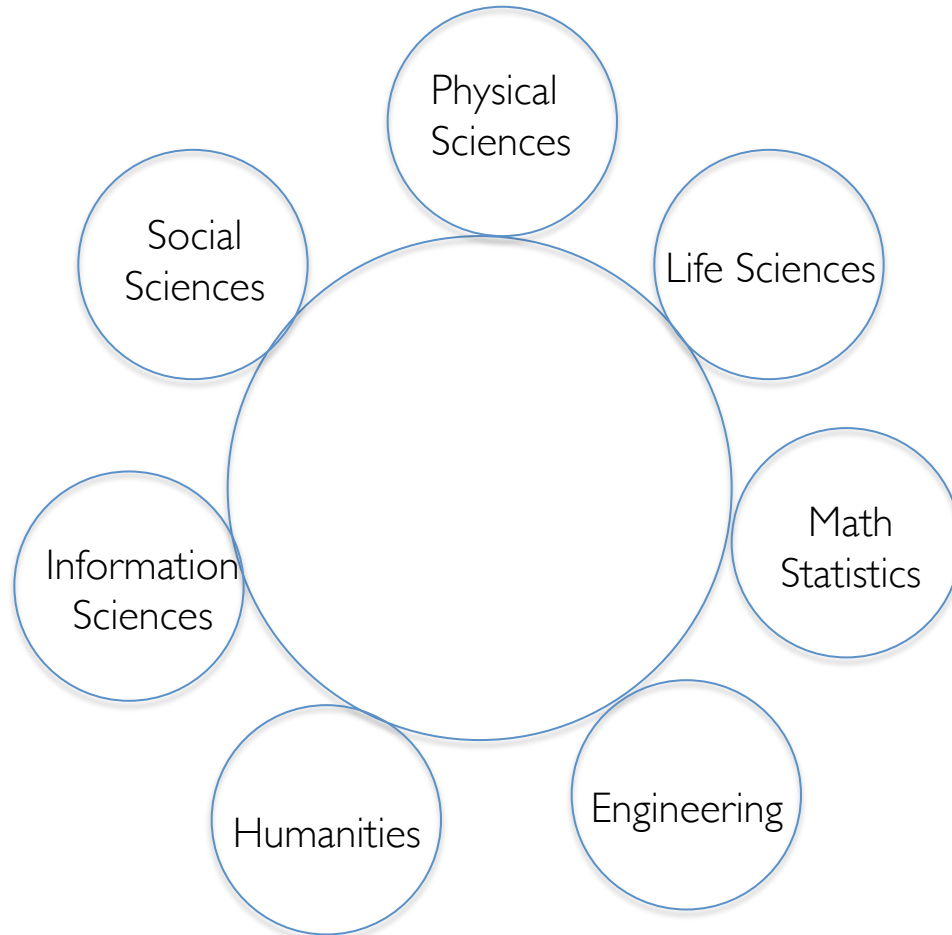 Physical
Sciences
Social
Sciences
Life Sciences
Math
Statistics
Information
Sciences
Engineering
Humanities